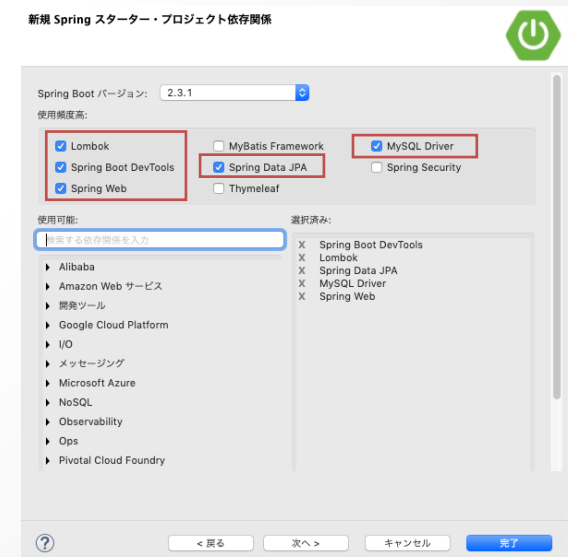 新規 Spring スターター・プロジェクト依存関係
Spring Boot バージョン: 2.3.1
使用頻度高:
Lombok MyBatis Framework MySQL Driver
Spring Boot DevTools Spring Data JPA Spring Security
Spring Web Thymeleaf
使用可能: 選択済み:
検索する依存関係を入力
X Spring Boot DevTools
X Lombok
X Spring Data JPA
X MySQL Driver
X Spring Web
Alibaba
Amazon Web サービス
開発ツール
Google Cloud Platform
I/O
メッセージング
Microsoft Azure
NoSQL
Observability
Ops
Pivotal Cloud Foundry
?
< 戻る 次へ > キャンセル 完了